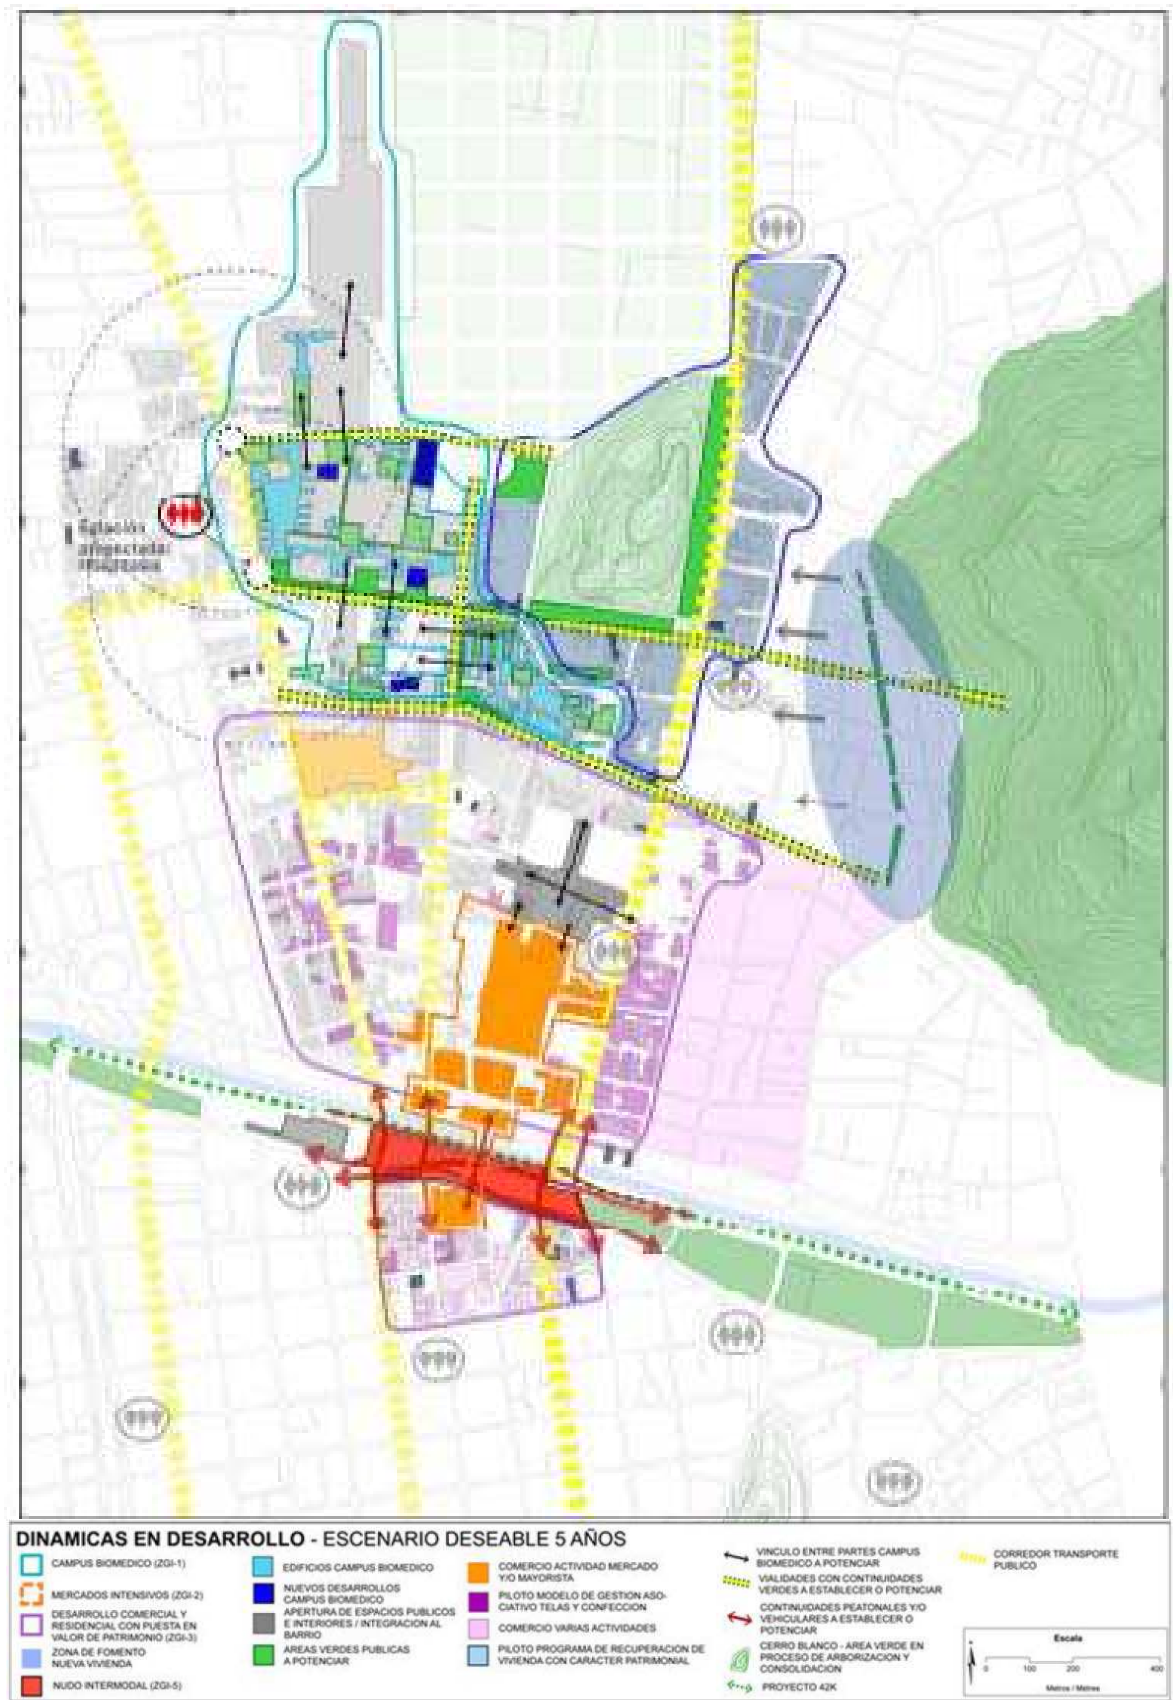 Estación
proyectada:
DINAMICAS EN DESARROLLO - ESCENARIO DESEABLE 5 AÑOS
CAMPUS BIOMEDICO (ZGI-1)
MERCADOS INTENSIVOS (ZGI-2)
DESARROLLO COMERCIAL Y
RESIDENCIAL CON PUESTA EN
VALOR DE PATRIMONIO (ZGI-3)
ZONA DE FOMENTO
NUEVA VIVIENDA
NUDO INTERMODAL (ZGI-5)
EDIFICIOS CAMPUS BIOMEDICO
NUEVOS DESARROLLOS
CAMPUS BIOMEDICO
APERTURA DE ESPACIOS PUBLICOS
E INTERIORES / INTEGRACION AL
BARRIO
AREAS VERDES PUBLICAS
A POTENCIAR
COMERCIO ACTIVIDAD MERCADO
Y/O MAYORISTA
PILOTO MODELO DE GESTION ASO-
CIATIVO TELAS Y CONFECCION
COMERCIO VARIAS ACTIVIDADES
PILOTO PROGRAMA DE RECUPERACION DE
VIVIENDA CON CARACTER PATRIMONIAL
VINCULO ENTRE PARTES CAMPUS
BIOMEDICO A POTENCIAR
VIALIDADES CON CONTINUIDADES
VERDES A ESTABLECER O POTENCIAR
CONTINUIDADES PEATONALES Y/O
VEHICULARES A ESTABLECER O
POTENCIAR
CERRO BLANCO - AREA VERDE EN
PROCESO DE ARBORIZACION Y
CONSOLIDACION
PROYECTO 42K
CORREDOR TRANSPORTE
PUBLICO
Escala
0 100 200 400
Metros / Metres